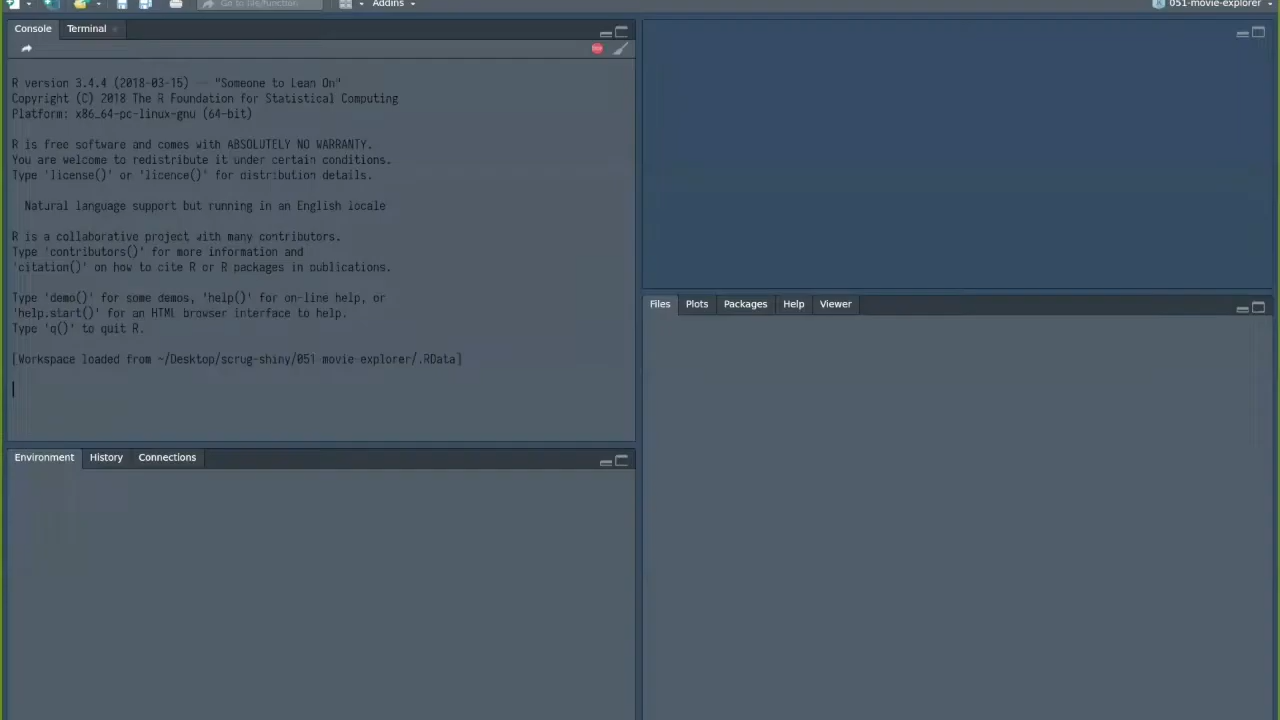 Go to file/function
Addins
051-movie-explorer
Console Terminal
R version 3.4.4 (2018-03-15) -- "Someone to Lean On"
Copyright (C) 2018 The R Foundation for Statistical Computing
Platform: x86_64-pc-linux-gnu (64-bit)
R is free software and comes with ABSOLUTELY NO WARRANTY.
You are welcome to redistribute it under certain conditions.
Type 'license()' or 'licence()' for distribution details.
Natural language support but running in an English locale
R is a collaborative project with many contributors.
Type 'contributors()' for more information and
'citation()' on how to cite R or R packages in publications.
Type 'demo()' for some demos, 'help()' for on-line help, or
'help.start()' for an HTML browser interface to help.
Type 'q()' to quit R.
[Workspace loaded from ~/Desktop/scrug-shiny/051-movie-explorer/.RData]
Environment History Connections
Files Plots Packages Help Viewer